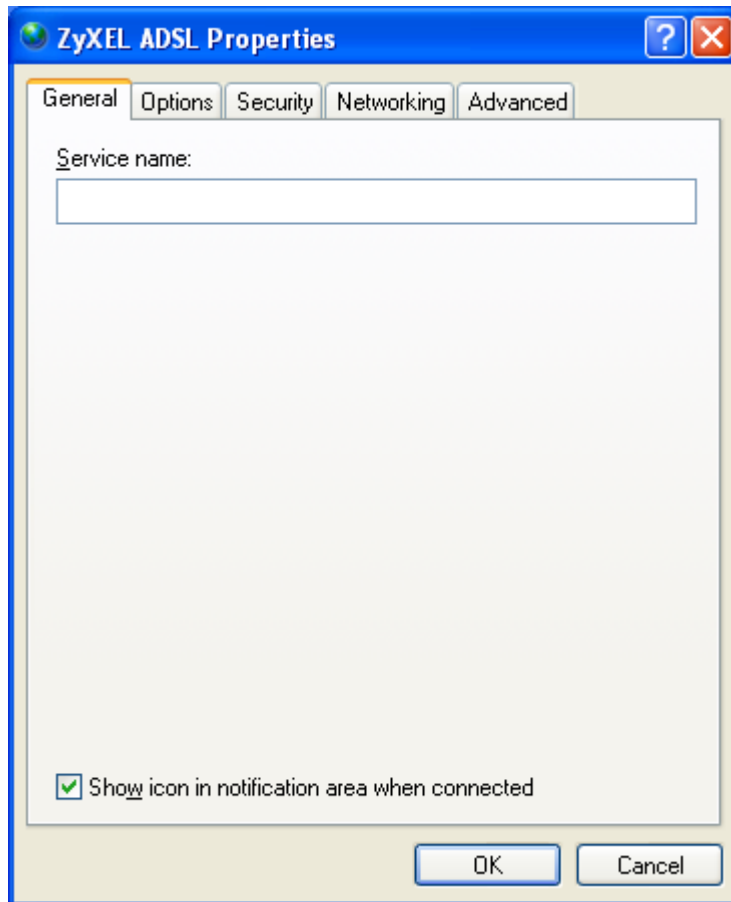 ZyXEL ADSL Properties
General Options Security Networking Advanced
Service name:
Show icon in notification area when connected
OK Cancel